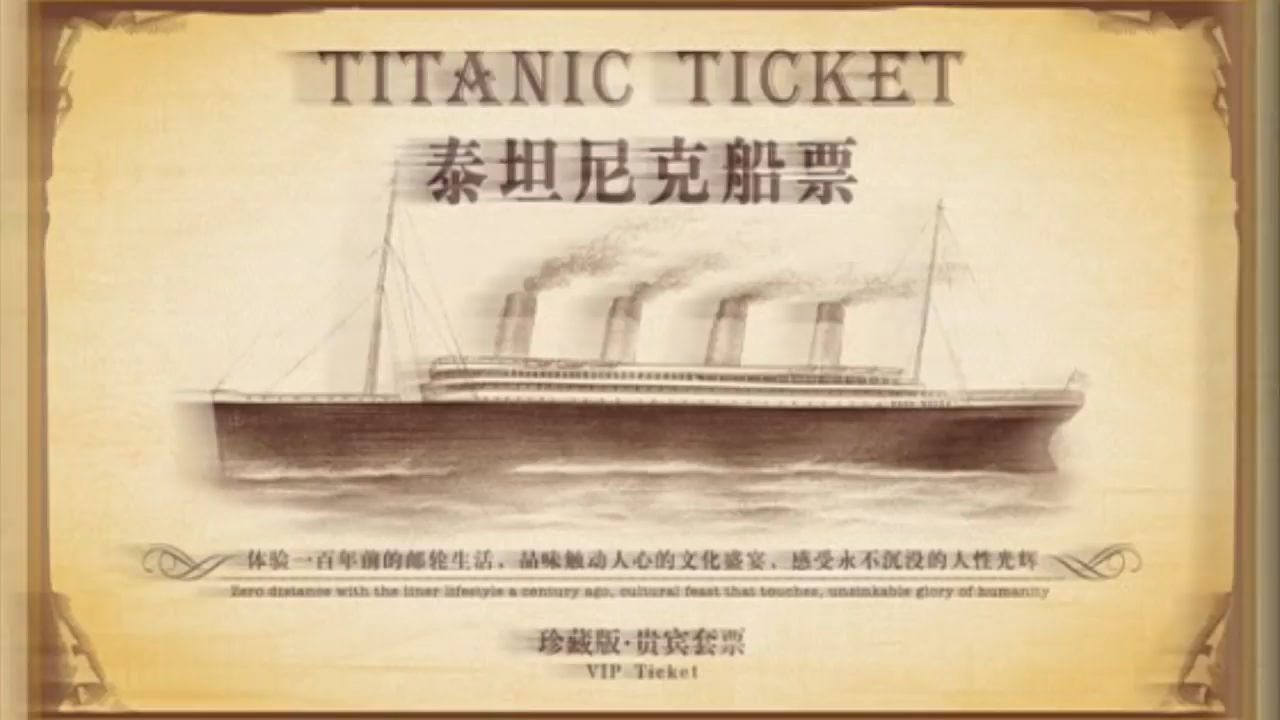 TITANIC TICKET
泰坦尼克船票
体验一百年前的邮轮生活、品味触动人心的文化盛宴、感受永不沉没的人性光辉
Zero distance with the liner lifestyle a century ago, cultural feast that touches, unsinkable glory of humanity
珍藏版·贵宾套票
VIP Ticket